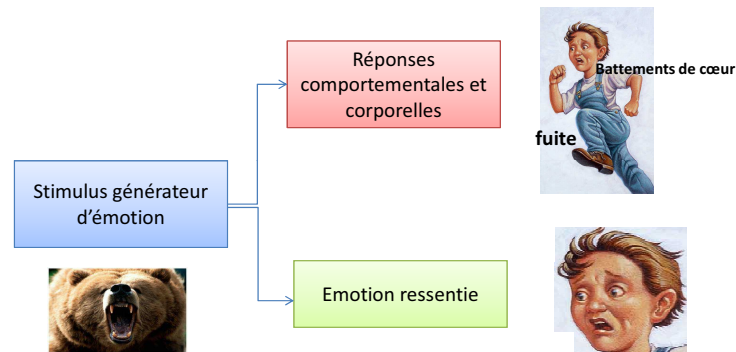 Réponses
comportementales et
corporelles
Battements de cœur
fuite
Stimulus générateur
d'émotion
Emotion ressentie